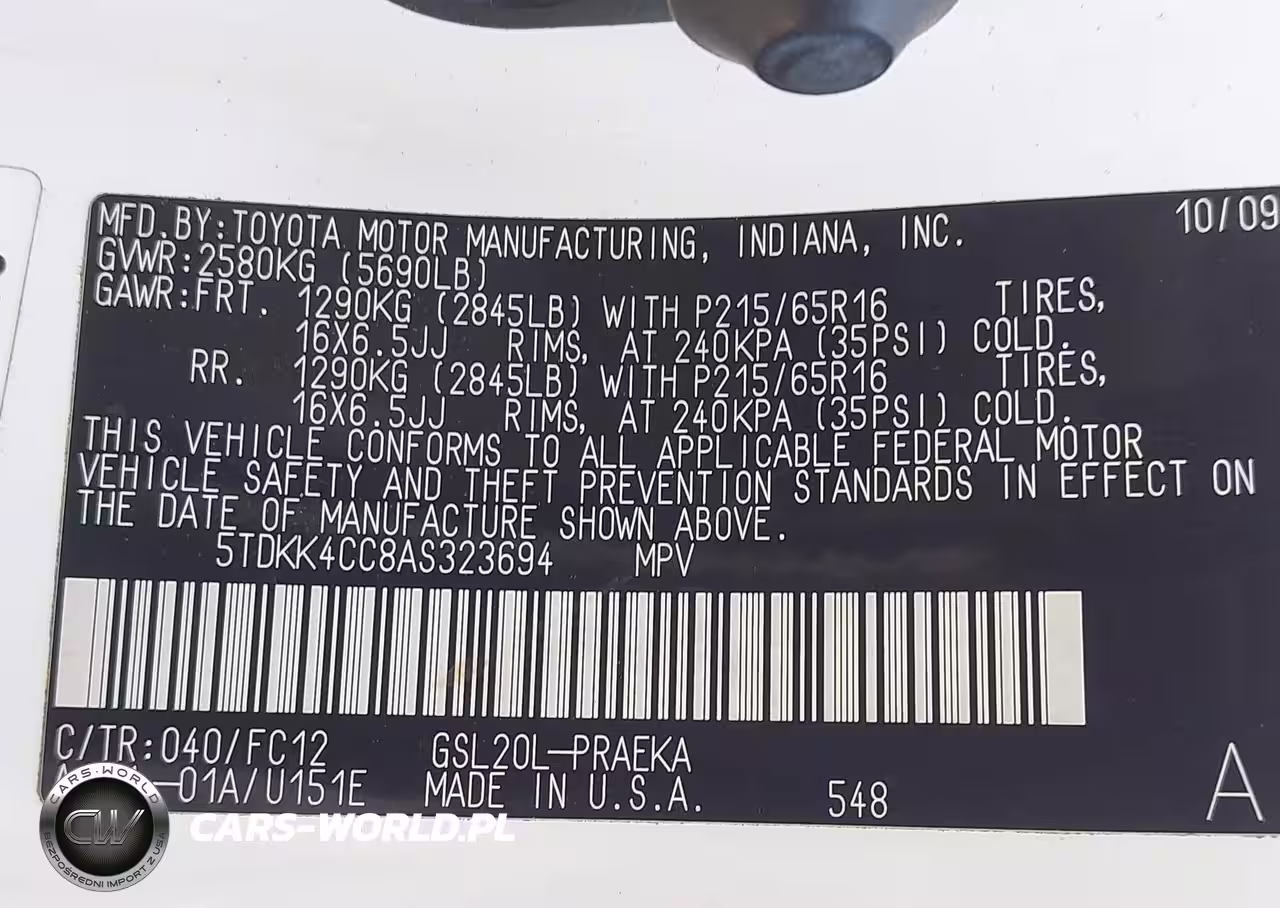 MFD.BY:TOYOTA MOTOR MANUFACTURING, INDIANA, INC. 10/09
GVWR:2580KG (5690LB)
GAWR:FRT. 1290KG (2845LB) WITH P215/65R16 TIRES,
16X6.5JJ RIMS, AT 240KPA (35PSI) COLD.
RR. 1290KG (2845LB) WITH P215/65R16 TIRES,
16X6.5JJ RIMS, AT 240KPA (35PSI) COLD.
THIS VEHICLE CONFORMS TO ALL APPLICABLE FEDERAL MOTOR
VEHICLE SAFETY AND THEFT PREVENTION STANDARDS IN EFFECT ON
THE DATE OF MANUFACTURE SHOWN ABOVE.
5TDKK4CC8AS323694 MPV
C/TR:040/FC12 GSL20L-PRAEKA
-01A/U151E MADE IN U.S.A. 548 A
CARS-WORLD
CW
BEZPOŚREDNI IMPORT Z USA
CARS-WORLD.PL